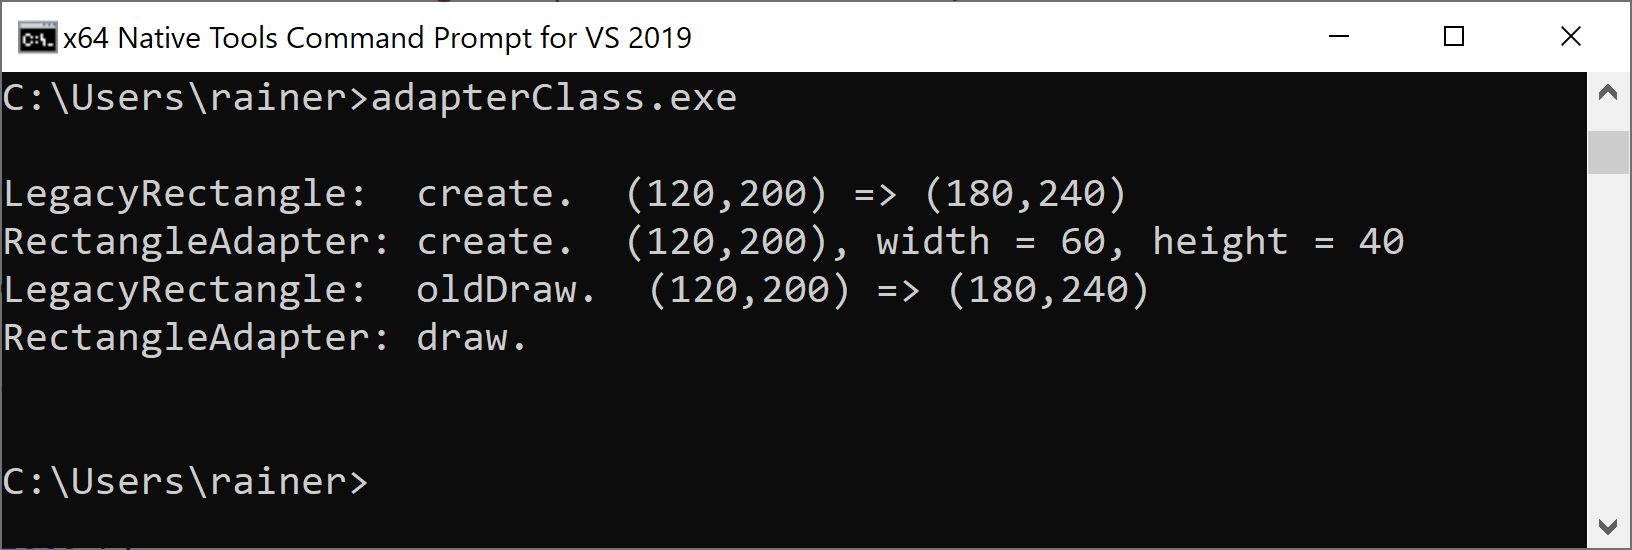 x64 Native Tools Command Prompt for VS 2019
C:\Users\rainer>adapterClass.exe
LegacyRectangle:  create.  (120,200) => (180,240)
RectangleAdapter: create.  (120,200), width = 60, height = 40
LegacyRectangle:  oldDraw.  (120,200) => (180,240)
RectangleAdapter: draw.
C:\Users\rainer>